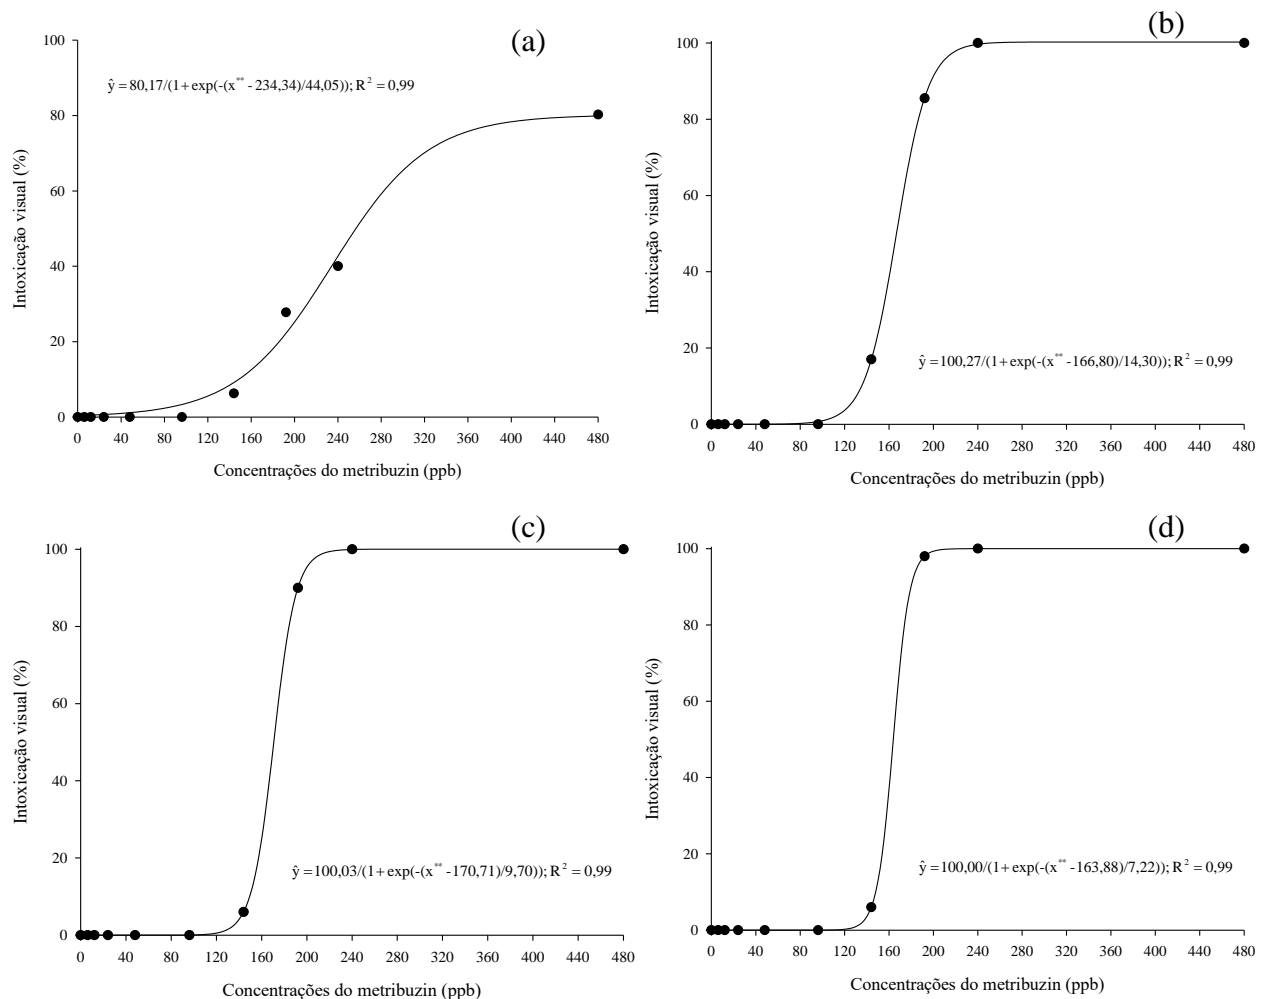 (a)
ŷ = 80,17/(1+exp(-(x** - 234,34)/44,05)); R² = 0,99
Intoxicação visual (%)
100
80
60
40
20
0
0 40 80 120 160 200 240 280 320 360 400 440 480
Concentrações do metribuzin (ppb)
(b)
Intoxicação visual (%)
100
80
60
40
20
0
ŷ =100,27/(1+exp(-(x** -166,80)/14,30)); R² = 0,99
0 40 80 120 160 200 240 280 320 360 400 440 480
Concentrações do metribuzin (ppb)
(c)
Intoxicação visual (%)
100
80
60
40
20
0
ŷ =100,03/(1+exp(-(x** -170,71)/9,70)); R² = 0,99
0 40 80 120 160 200 240 280 320 360 400 440 480
Concentrações do metribuzin (ppb)
(d)
Intoxicação visual (%)
100
80
60
40
20
0
ŷ =100,00/(1+exp(-(x** -163,88)/7,22)); R² = 0,99
0 40 80 120 160 200 240 280 320 360 400 440 480
Concentrações do metribuzin (ppb)